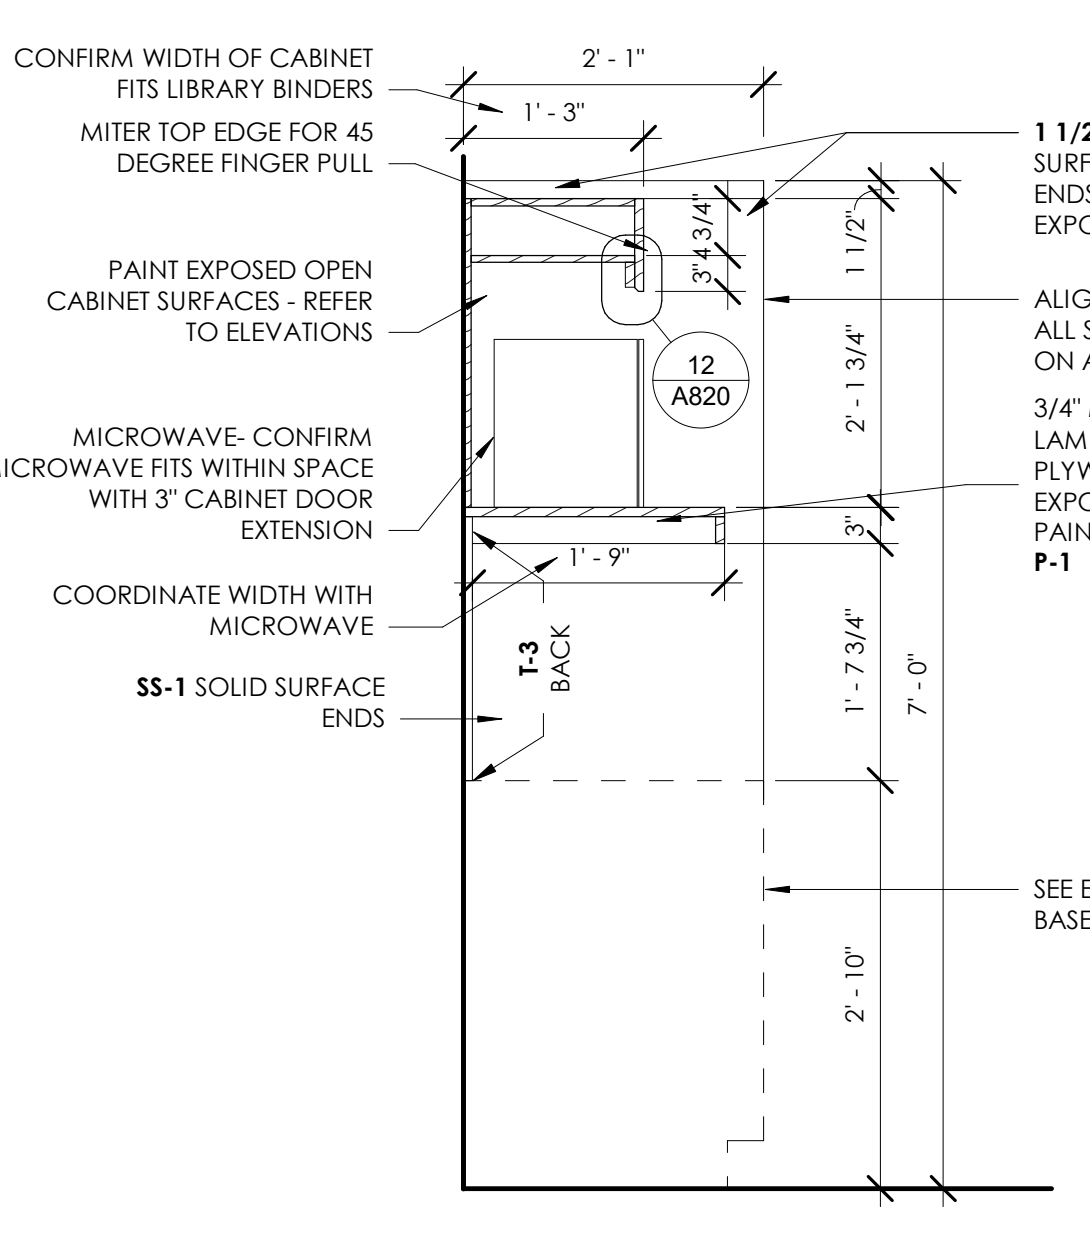 CONFIRM WIDTH OF CABINET
FITS LIBRARY BINDERS
MITER TOP EDGE FOR 45
DEGREE FINGER PULL
PAINT EXPOSED OPEN
CABINET SURFACES - REFER
TO ELEVATIONS
MICROWAVE- CONFIRM
MICROWAVE FITS WITHIN SPACE
WITH 3" CABINET DOOR
EXTENSION
COORDINATE WIDTH WITH
MICROWAVE
SS-1 SOLID SURFACE
ENDS
2' - 1"
1' - 3"
4 3/4"
3"
12
A820
1' - 9"
T-3
BACK
1 1/2"
2' - 1 3/4"
3"
1' - 7 3/4"
7' - 0"
2' - 10"
1 1/2
SURF
ENDS
EXPO
ALIG
ALL S
ON A
3/4"
LAM
PLYW
EXPO
PAIN
P-1
SEE E
BASE